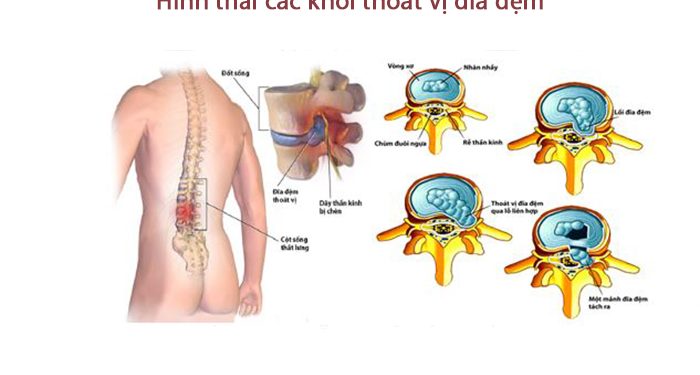 Hình thái các khối thoát vị đĩa đệm
Đốt sống
Đĩa đệm
thoát vị
Dây thần kinh
bị chèn
Cột sống
thắt lưng
Vòng xơ
Nhân nhầy
Chùm đuôi ngựa
Rễ thần kinh
Lồi đĩa đệm
Thoát vị đĩa đệm
qua lỗ liên hợp
Một mảnh đĩa đệm
tách ra